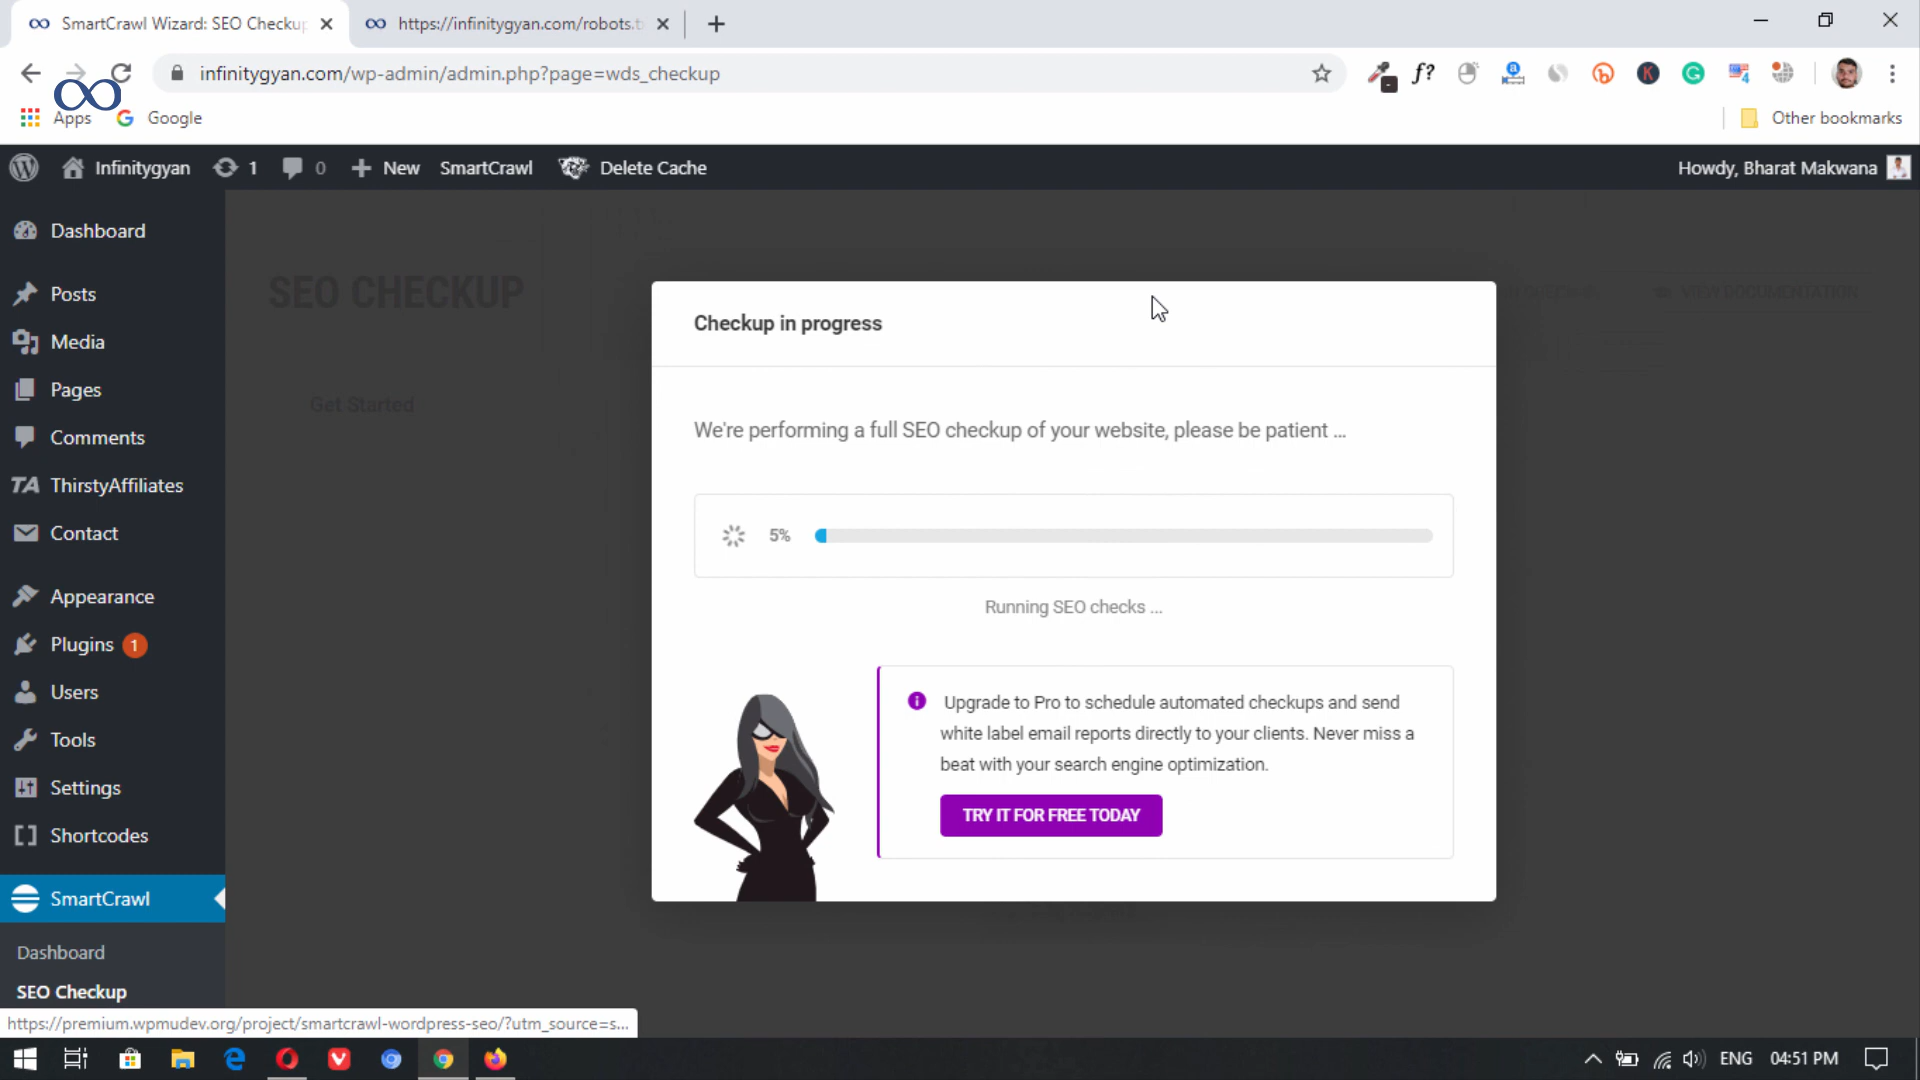 SmartCrawl Wizard: SEO Checkup
https://infinitygyan.com/robots.t
infinitygyan.com/wp-admin/admin.php?page=wds_checkup
f?
4
Apps
Google
Other bookmarks
Infinitygyan
1
0
New
SmartCrawl
Delete Cache
Howdy, Bharat Makwana
Dashboard
Posts
Media
Pages
Comments
TA ThirstyAffiliates
Contact
Appearance
Plugins 1
Users
Tools
Settings
Shortcodes
SmartCrawl
Dashboard
SEO Checkup
SEO CHECKUP
VIEW DOCUMENTATION
Get Started
Checkup in progress
We're performing a full SEO checkup of your website, please be patient ...
5%
Running SEO checks ...
Upgrade to Pro to schedule automated checkups and send
white label email reports directly to your clients. Never miss a
beat with your search engine optimization.
TRY IT FOR FREE TODAY
https://premium.wpmudev.org/project/smartcrawl-wordpress-seo/?utm_source=s...
ENG
04:51 PM